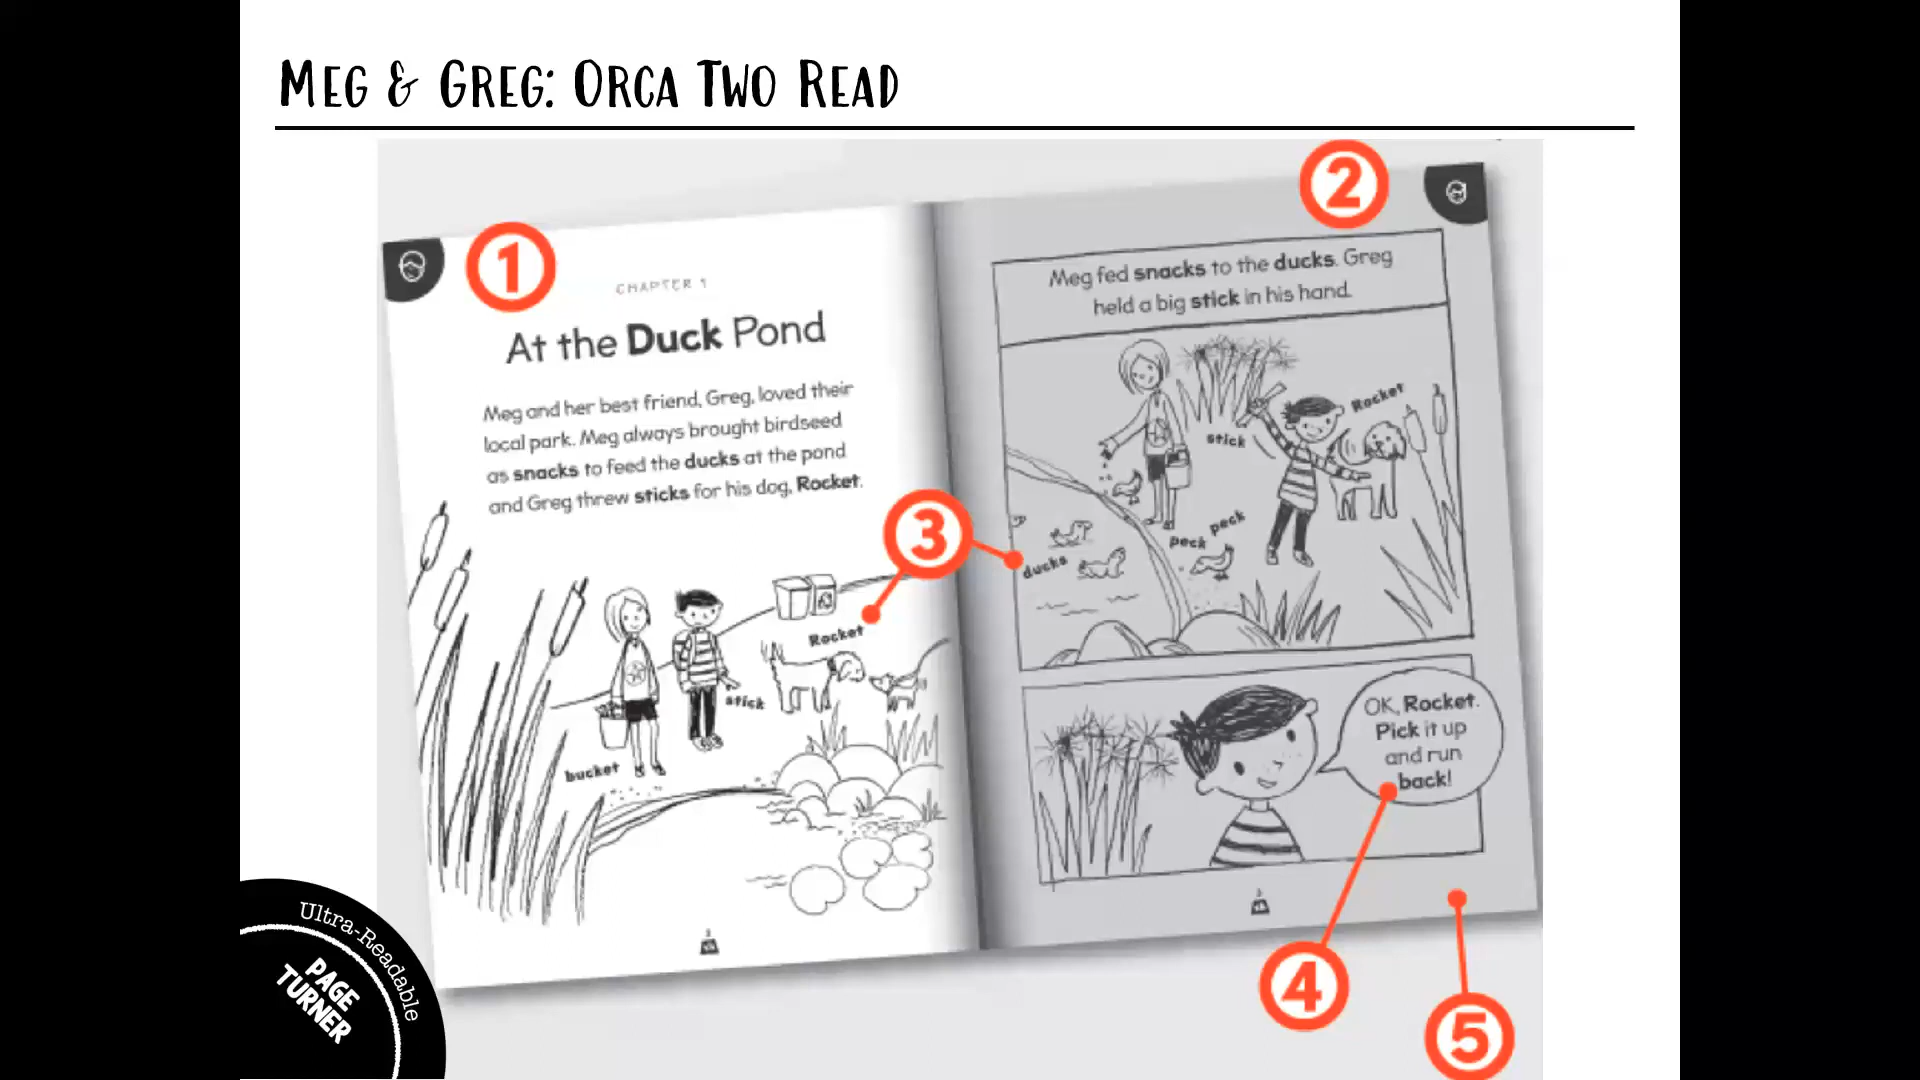 MEG & GREG: ORCA TWO READ
1
CHAPTER 1
At the Duck Pond
Meg and her best friend, Greg, loved their
local park. Meg always brought birdseed
as snacks to feed the ducks at the pond
and Greg threw sticks for his dog, Rocket.
Rocket
stick
bucket
2
Meg fed snacks to the ducks. Greg
held a big stick in his hand.
Rocket
stick
peck peck
ducks
3
OK, Rocket.
Pick it up
and run
back!
4
5
Ultra-Readable
PAGE
TURNER